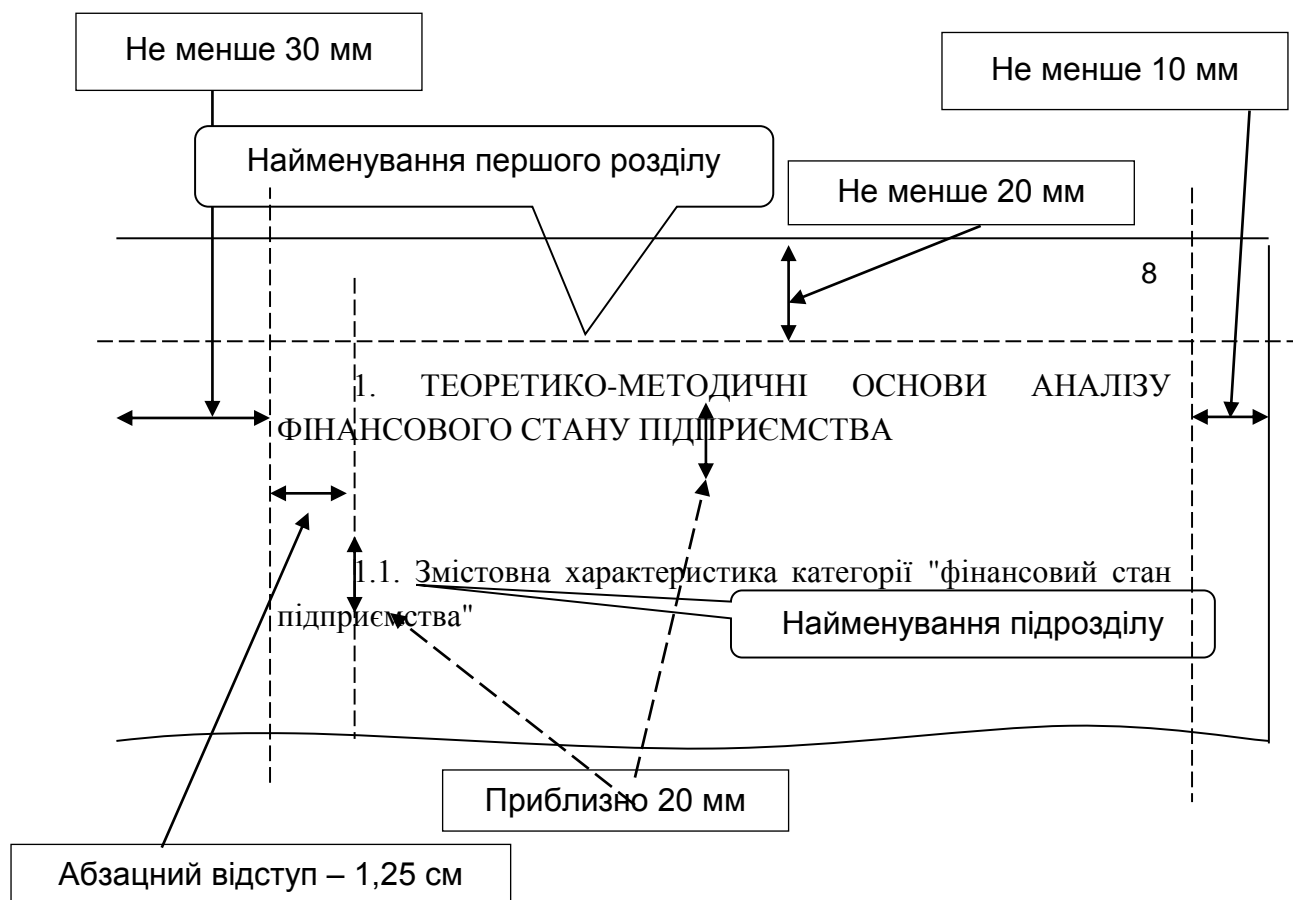 Не менше 30 мм
Не менше 10 мм
Найменування першого розділу
Не менше 20 мм
8
1. ТЕОРЕТИКО-МЕТОДИЧНІ ОСНОВИ АНАЛІЗУ
ФІНАНСОВОГО СТАНУ ПІДПРИЄМСТВА
1.1. Змістовна характеристика категорії "фінансовий стан
підприємства"
Найменування підрозділу
Приблизно 20 мм
Абзацний відступ – 1,25 см